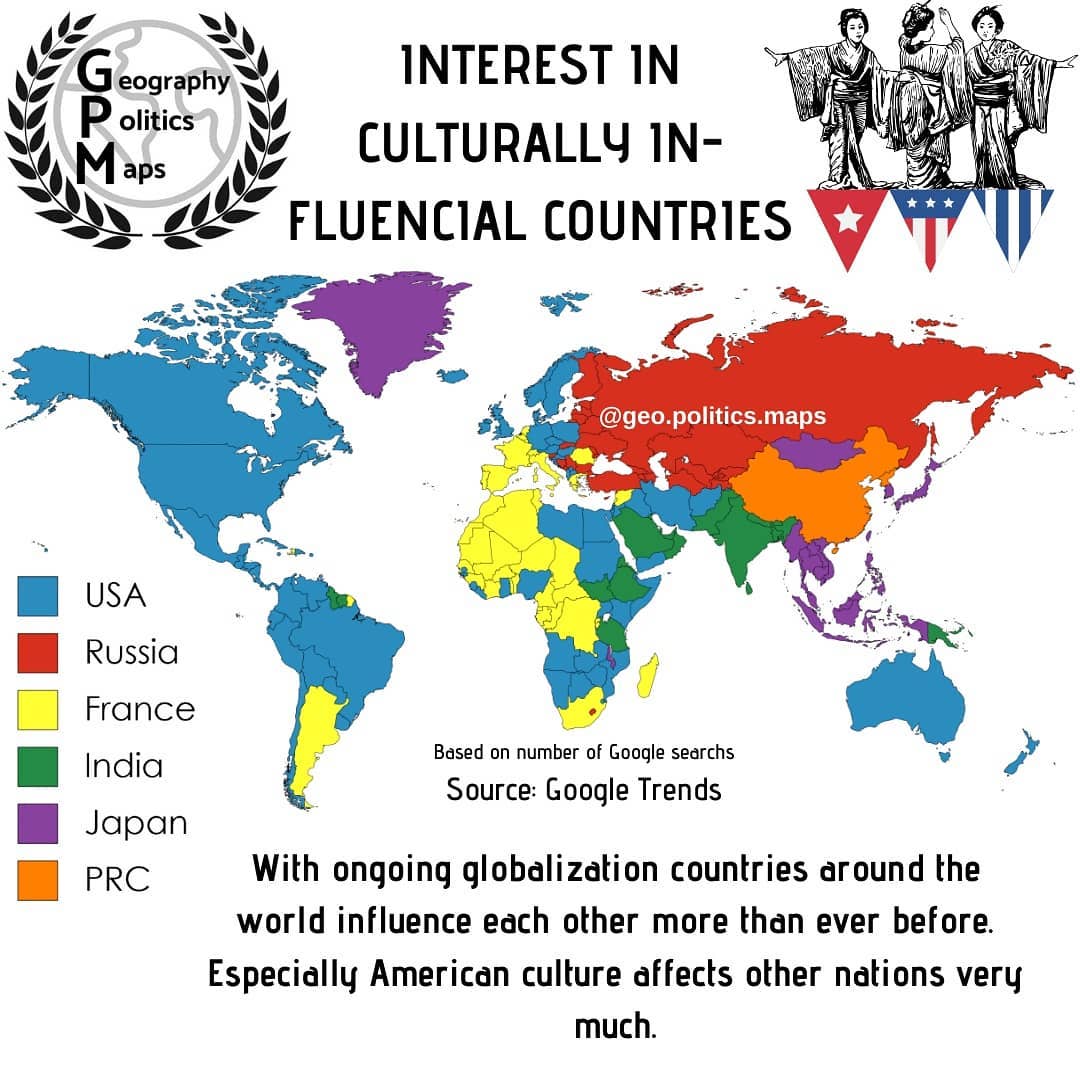 Geography
Politics
Maps
INTEREST IN
CULTURALLY IN-
FLUENCIAL COUNTRIES
@geo.politics.maps
USA
Russia
France
India
Japan
PRC
Based on number of Google searchs
Source: Google Trends
With ongoing globalization countries around the
world influence each other more than ever before.
Especially American culture affects other nations very
much.